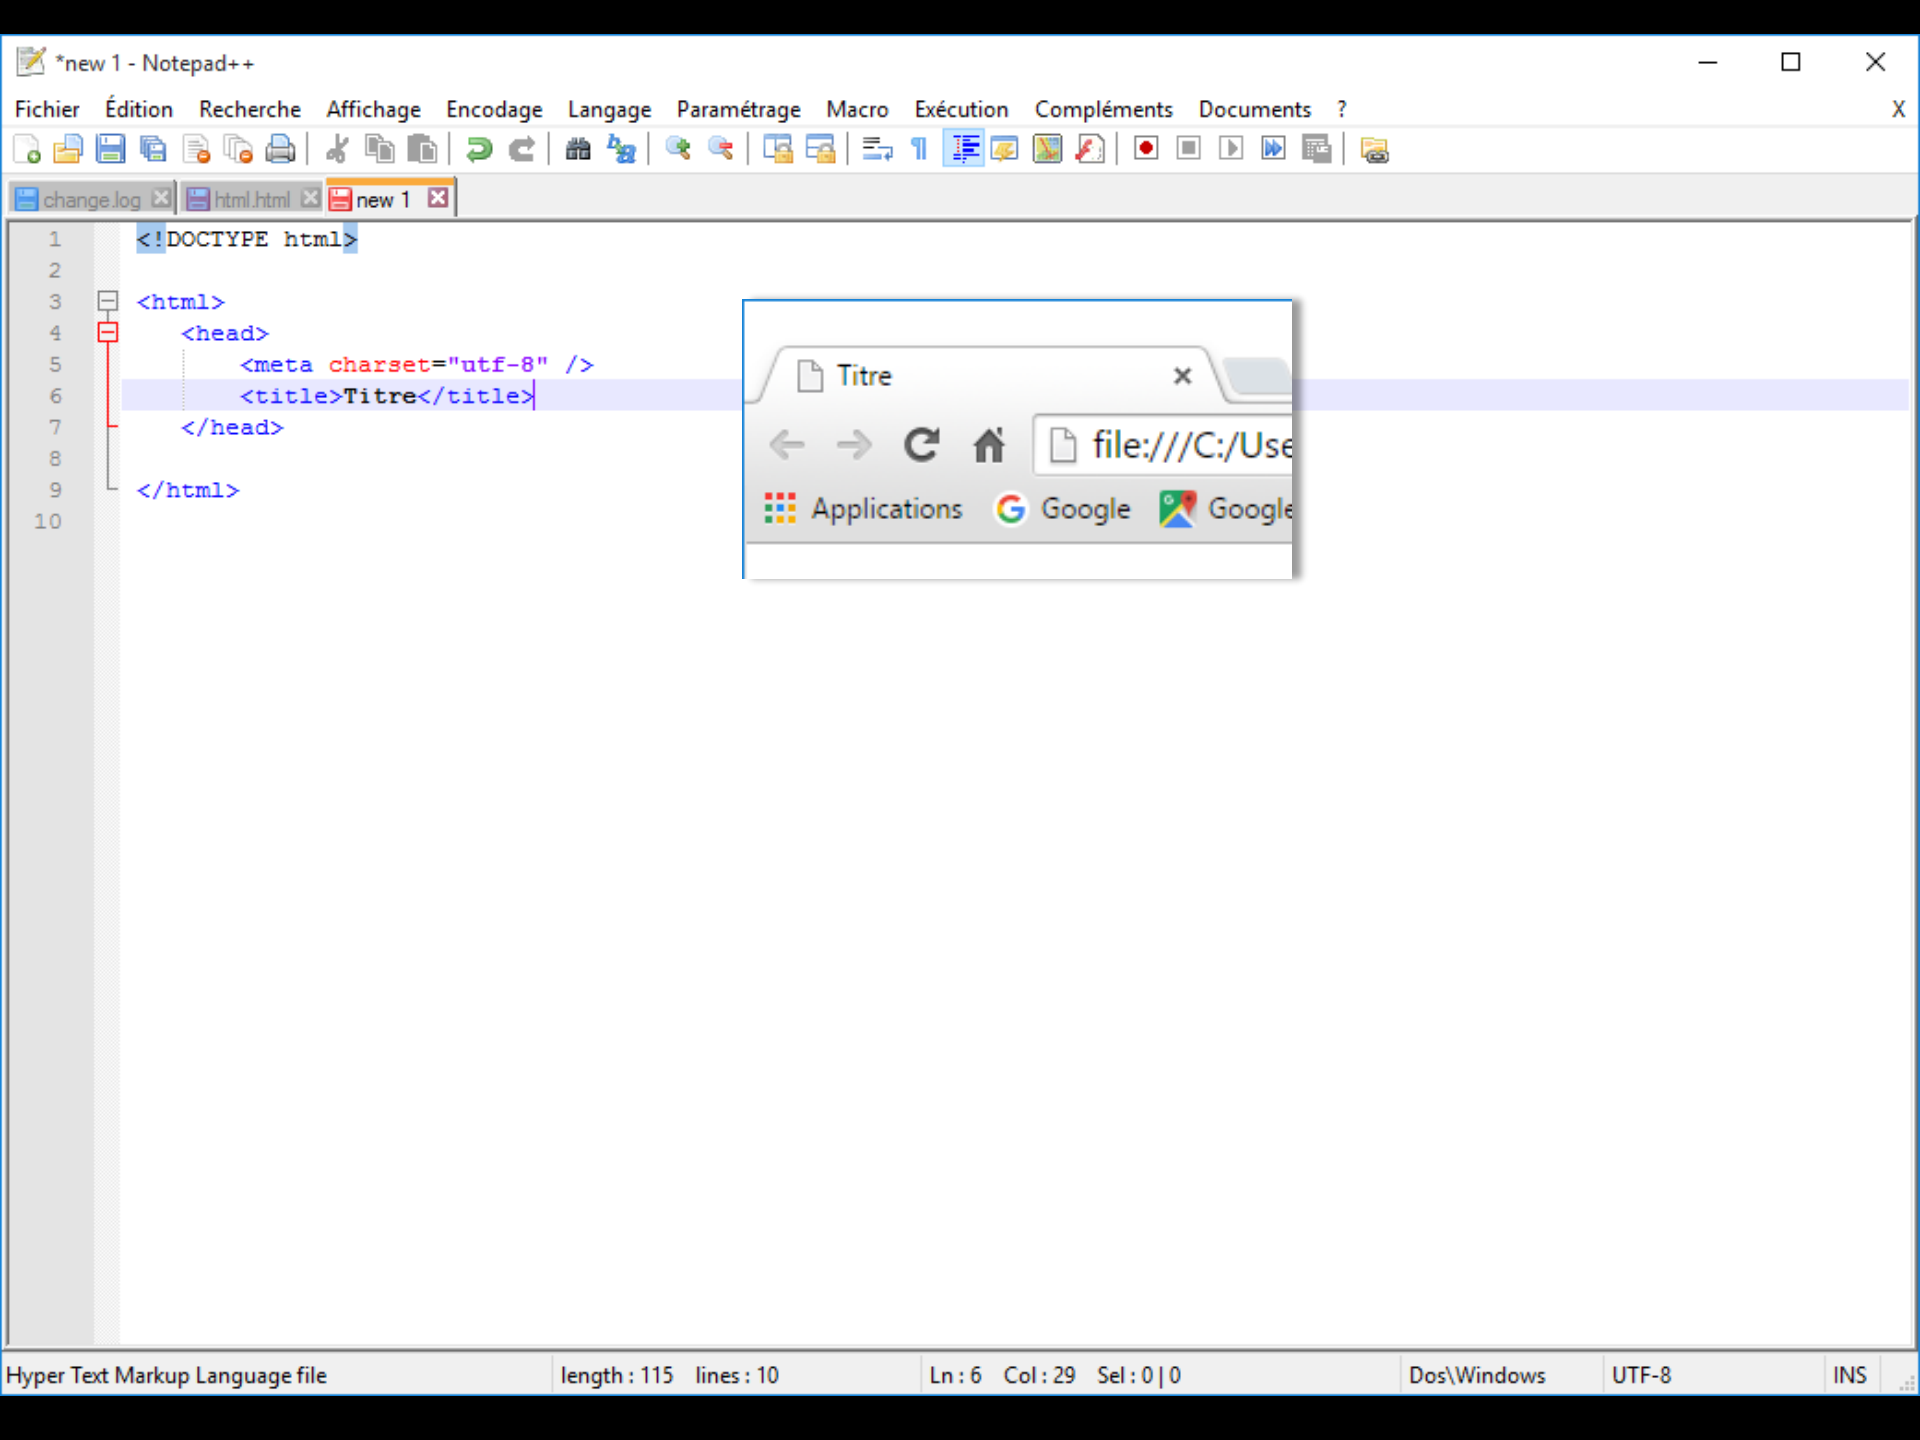 *new 1 - Notepad++
Fichier Édition Recherche Affichage Encodage Langage Paramétrage Macro Exécution Compléments Documents ? X
change.log html.html new 1
1 <!DOCTYPE html>
2
3 <html>
4 <head>
5 <meta charset="utf-8" />
6 <title>Titre</title>
7 </head>
8
9 </html>
10
Titre
file:///C:/Use
Applications Google Google
Hyper Text Markup Language file length : 115 lines : 10 Ln : 6 Col : 29 Sel : 0 | 0 Dos\Windows UTF-8 INS